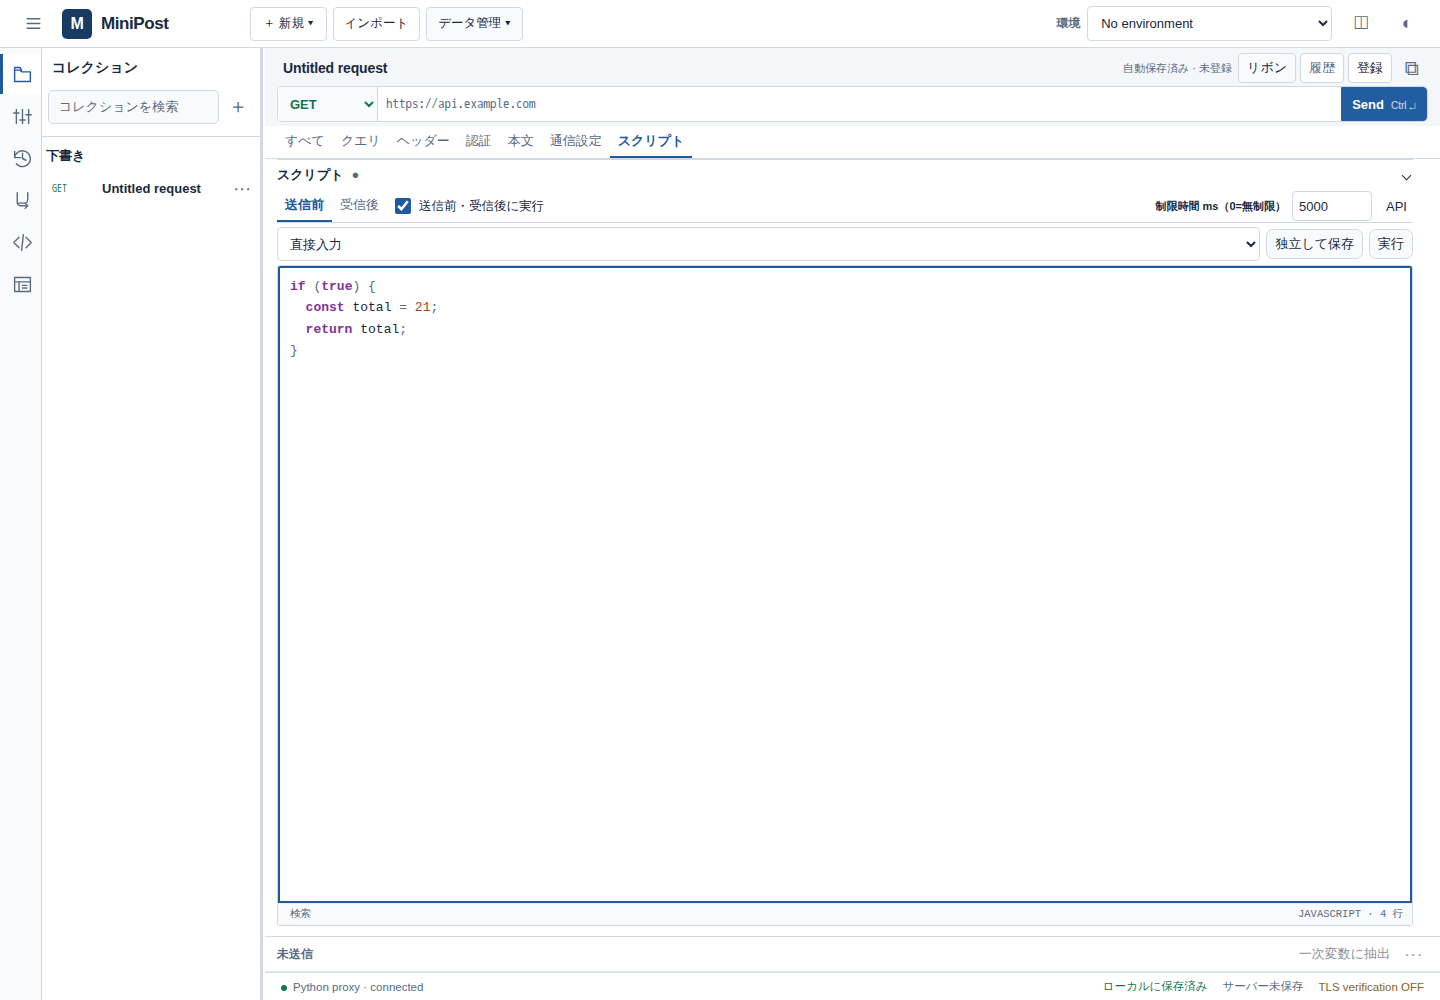 M MiniPost ＋ 新規 ▾ インポート データ管理 ▾ 環境 No environment
コレクション
コレクションを検索 ＋
下書き
GET Untitled request ···
Untitled request 自動保存済み · 未登録 リボン 履歴 登録
GET https://api.example.com Send Ctrl ⏎
すべて クエリ ヘッダー 認証 本文 通信設定 スクリプト
スクリプト ●
送信前 受信後 送信前・受信後に実行 制限時間 ms（0=無制限） 5000 API
直接入力 独立して保存 実行
if (true) {
  const total = 21;
  return total;
}
検索 JAVASCRIPT · 4 行
未送信 一次変数に抽出 ···
Python proxy · connected ローカルに保存済み サーバー未保存 TLS verification OFF